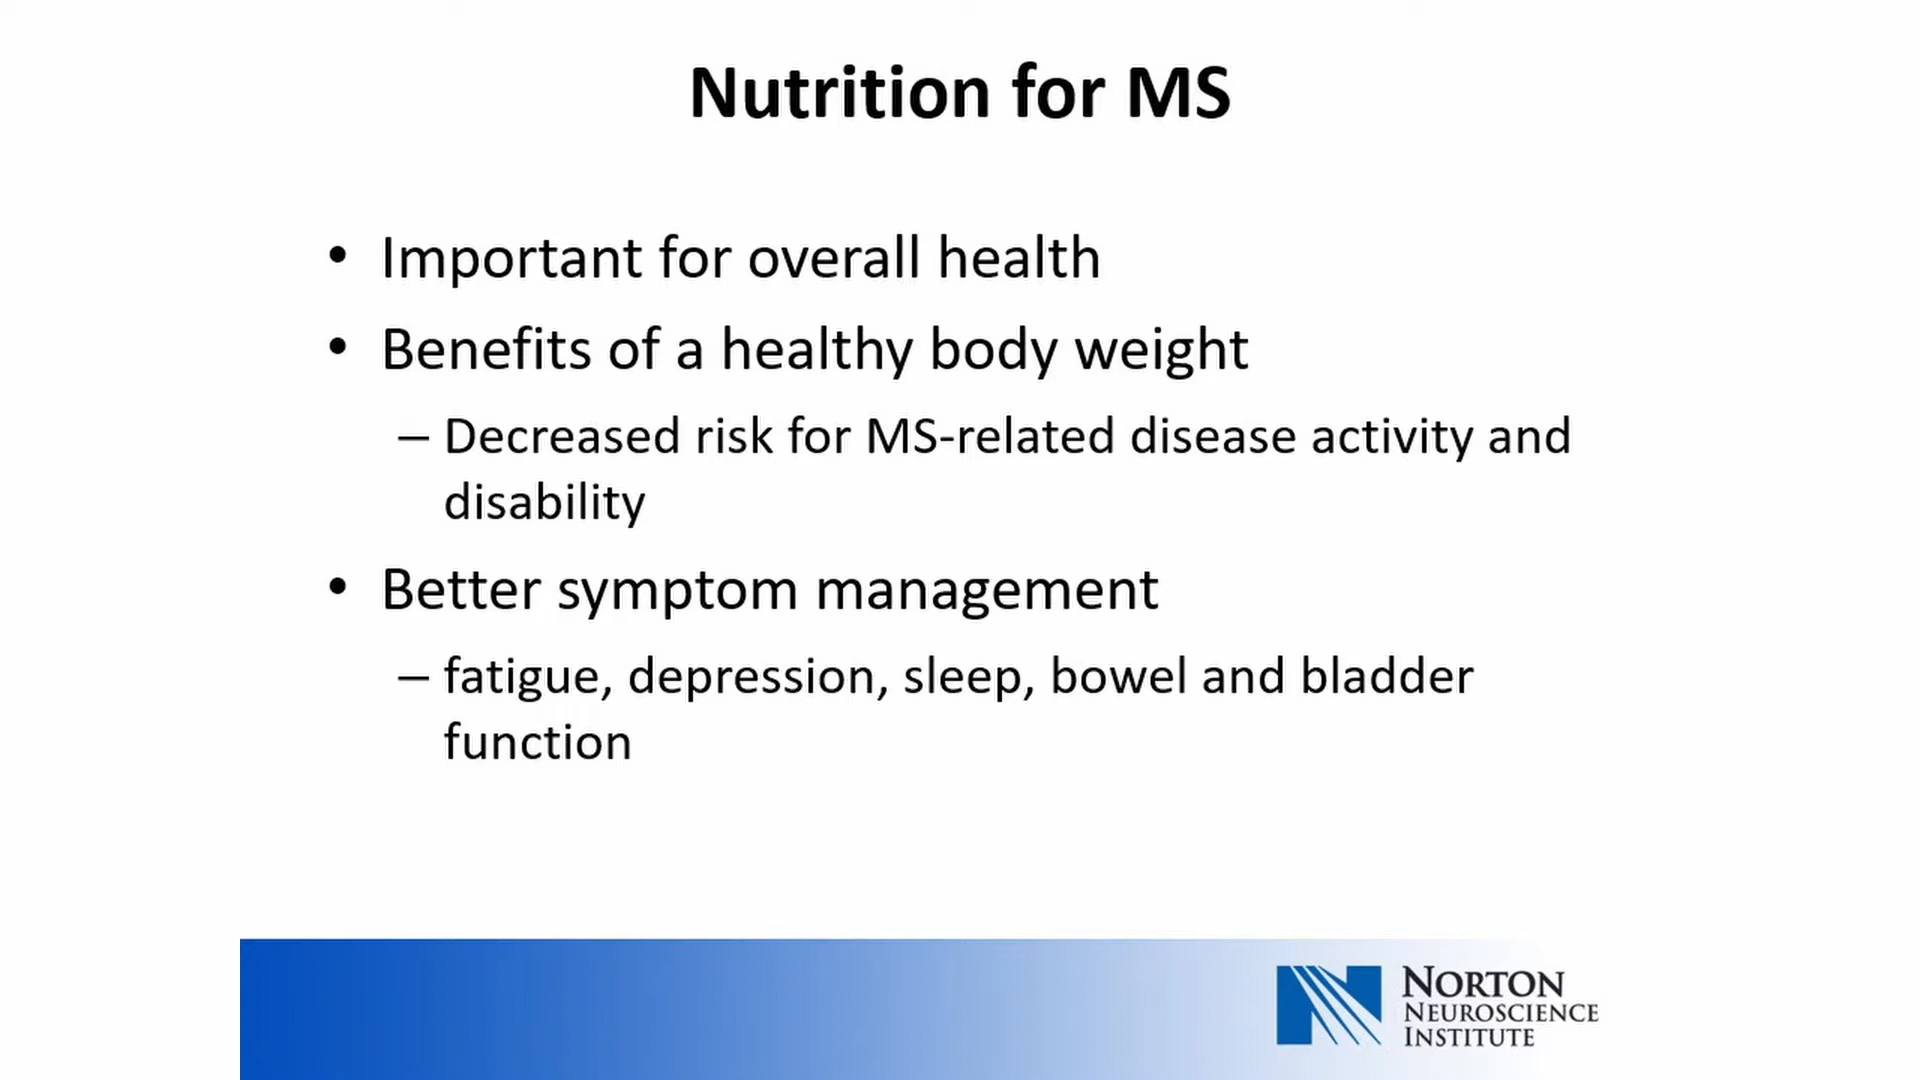 Nutrition for MS
• Important for overall health
• Benefits of a healthy body weight
– Decreased risk for MS-related disease activity and
disability
• Better symptom management
– fatigue, depression, sleep, bowel and bladder
function
NORTON
NEUROSCIENCE
INSTITUTE